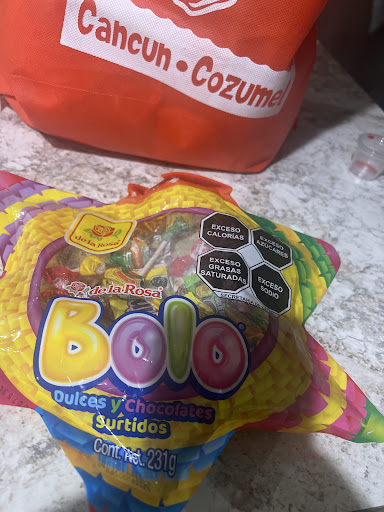 Cancun • Cozumel
de la Rosa
EXCESO
CALORÍAS
EXCESO
AZÚCARES
EXCESO
GRASAS
SATURADAS
EXCESO
SODIO
de la Rosa
Bolo
Dulces y Chocolates
Surtidos
Cont. Net. 231g